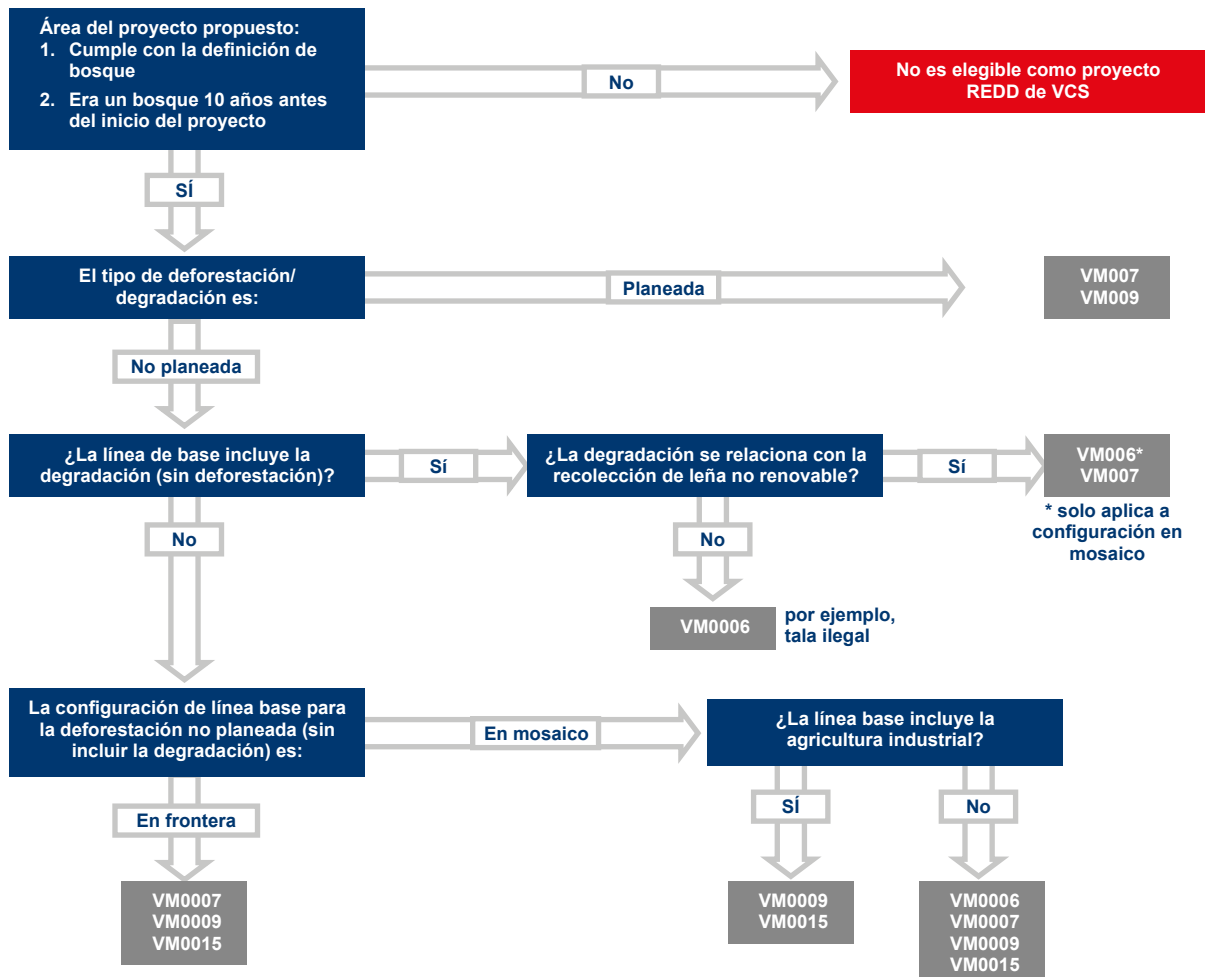 Área del proyecto propuesto:
1. Cumple con la definición de
bosque
2. Era un bosque 10 años antes
del inicio del proyecto
No
No es elegible como proyecto
REDD de VCS
SÍ
El tipo de deforestación/
degradación es:
Planeada
VM007
VM009
No planeada
¿La línea de base incluye la
degradación (sin deforestación)?
Sí
¿La degradación se relaciona con la
recolección de leña no renovable?
Sí
VM006*
VM007
* solo aplica a
configuración en
mosaico
No
No
VM0006
por ejemplo,
tala ilegal
La configuración de línea base para
la deforestación no planeada (sin
incluir la degradación) es:
En mosaico
¿La línea base incluye la
agricultura industrial?
En frontera
SÍ
No
VM0007
VM0009
VM0015
VM0009
VM0015
VM0006
VM0007
VM0009
VM0015